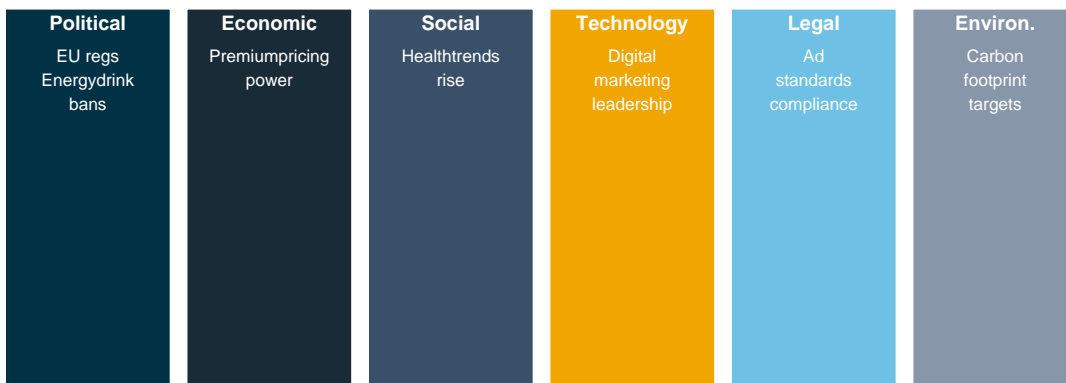 Political
EU regs
Energydrink
bans
Economic
Premiumpricing
power
Social
Healthtrends
rise
Technology
Digital
marketing
leadership
Legal
Ad
standards
compliance
Environ.
Carbon
footprint
targets